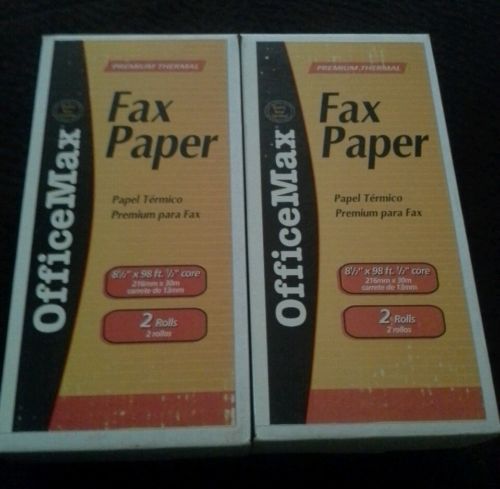 OfficeMax
PREMIUM THERMAL
Fax
Paper
Papel Térmico
Premium para Fax
8½" x 98 ft. ½" core
216mm x 30m
carrete de 13mm
2 Rolls
2 rollos
OfficeMax
PREMIUM THERMAL
Fax
Paper
Papel Térmico
Premium para Fax
8½" x 98 ft. ½" core
216mm x 30m
carrete de 13mm
2 Rolls
2 rollos